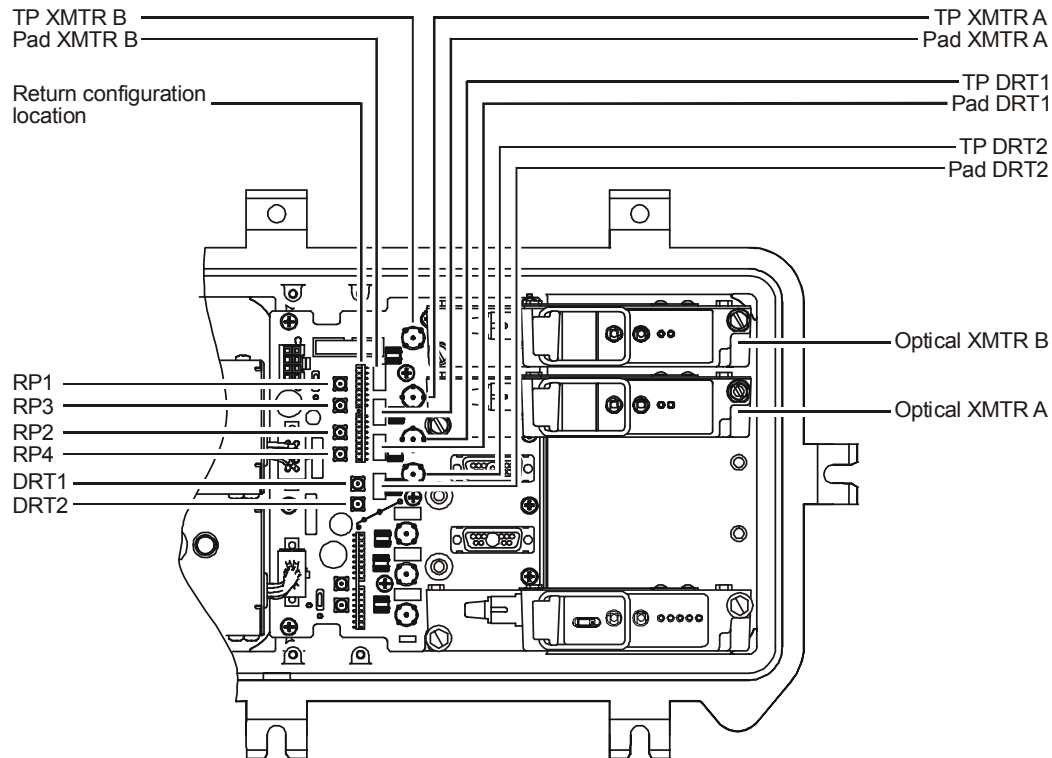 TP XMTR B
Pad XMTR B
Return configuration
location
TP XMTR A
Pad XMTR A
TP DRT1
Pad DRT1
TP DRT2
Pad DRT2
Optical XMTR B
Optical XMTR A
RP1
RP3
RP2
RP4
DRT1
DRT2